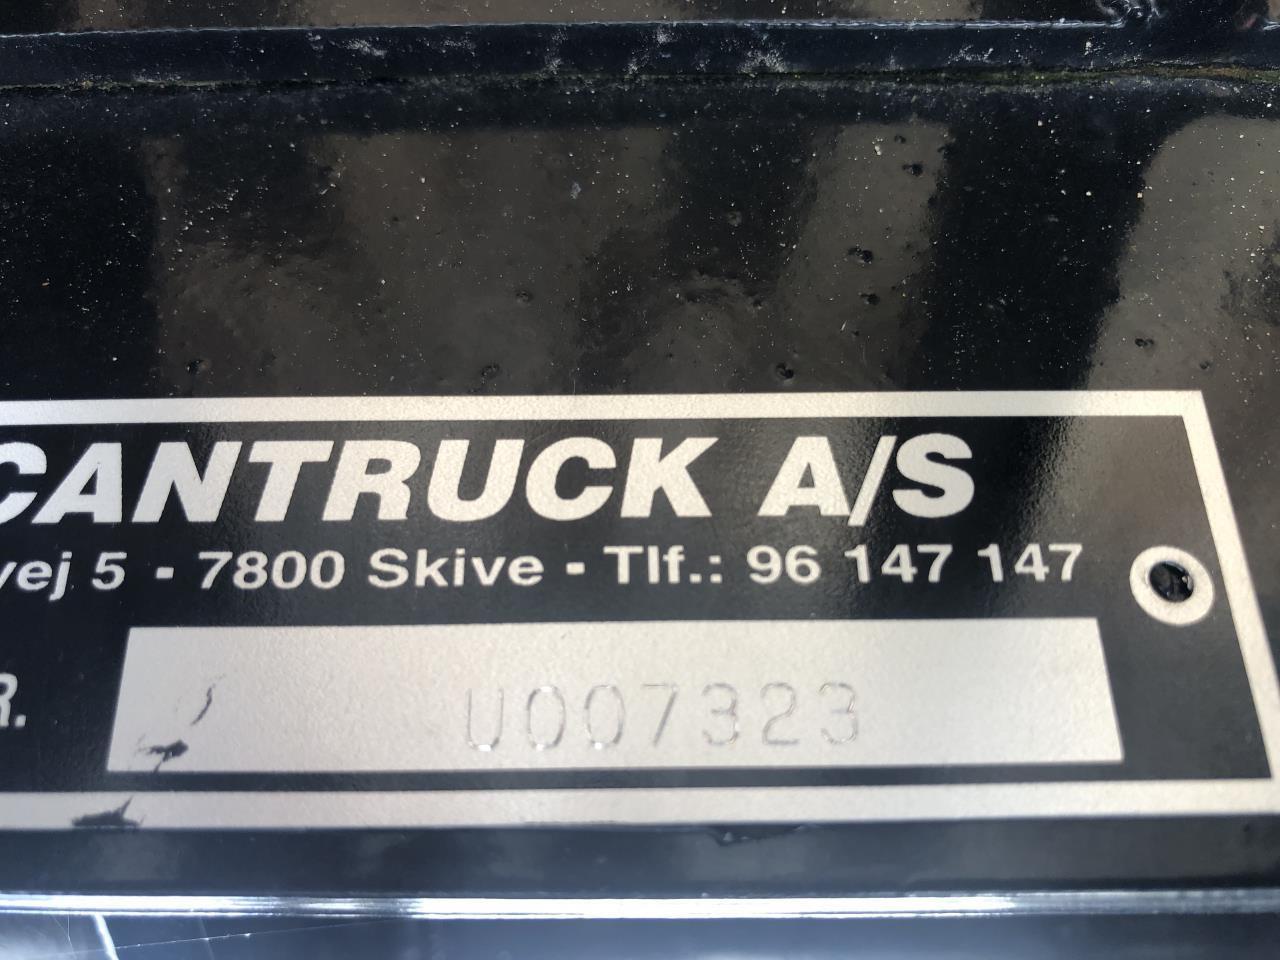 CANTRUCK A/S
vej 5 - 7800 Skive - Tlf.: 96 147 147
R. U007323